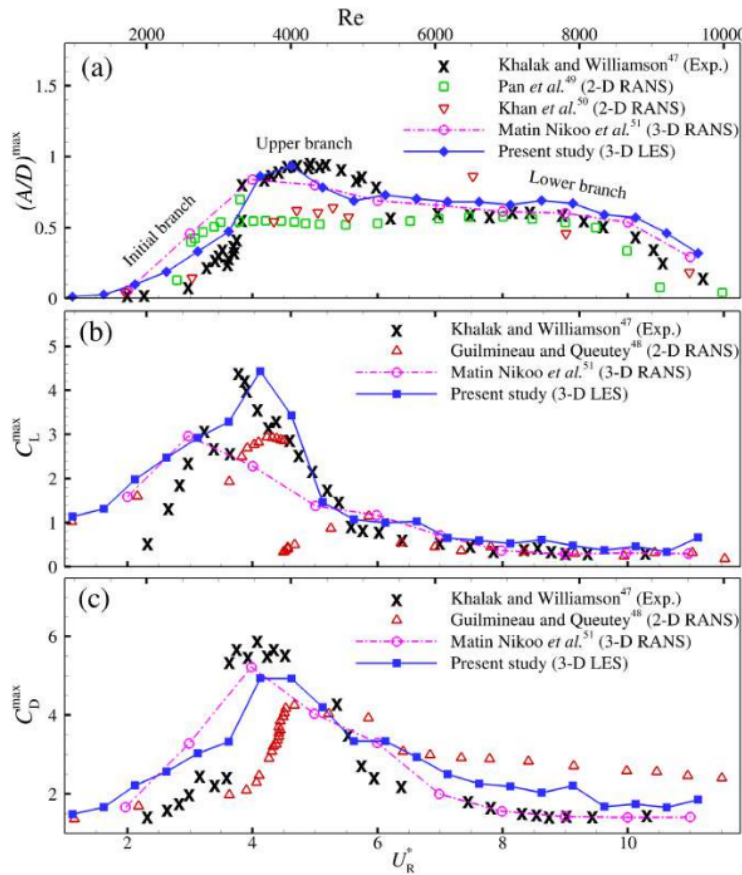 Re
2000 4000 6000 8000 10000
(a)
Khalak and Williamson47 (Exp.)
Pan et al.49 (2-D RANS)
Khan et al.50 (2-D RANS)
Matin Nikoo et al.51 (3-D RANS)
Present study (3-D LES)
Initial branch
Upper branch
Lower branch
(A/D)max
1.5
1
0.5
0
(b)
Khalak and Williamson47 (Exp.)
Guilmineau and Queutey48 (2-D RANS)
Matin Nikoo et al.51 (3-D RANS)
Present study (3-D LES)
CLmax
5
4
3
2
1
0
(c)
Khalak and Williamson47 (Exp.)
Guilmineau and Queutey48 (2-D RANS)
Matin Nikoo et al.51 (3-D RANS)
Present study (3-D LES)
CDmax
6
4
2
2 4 6 8 10
UR*